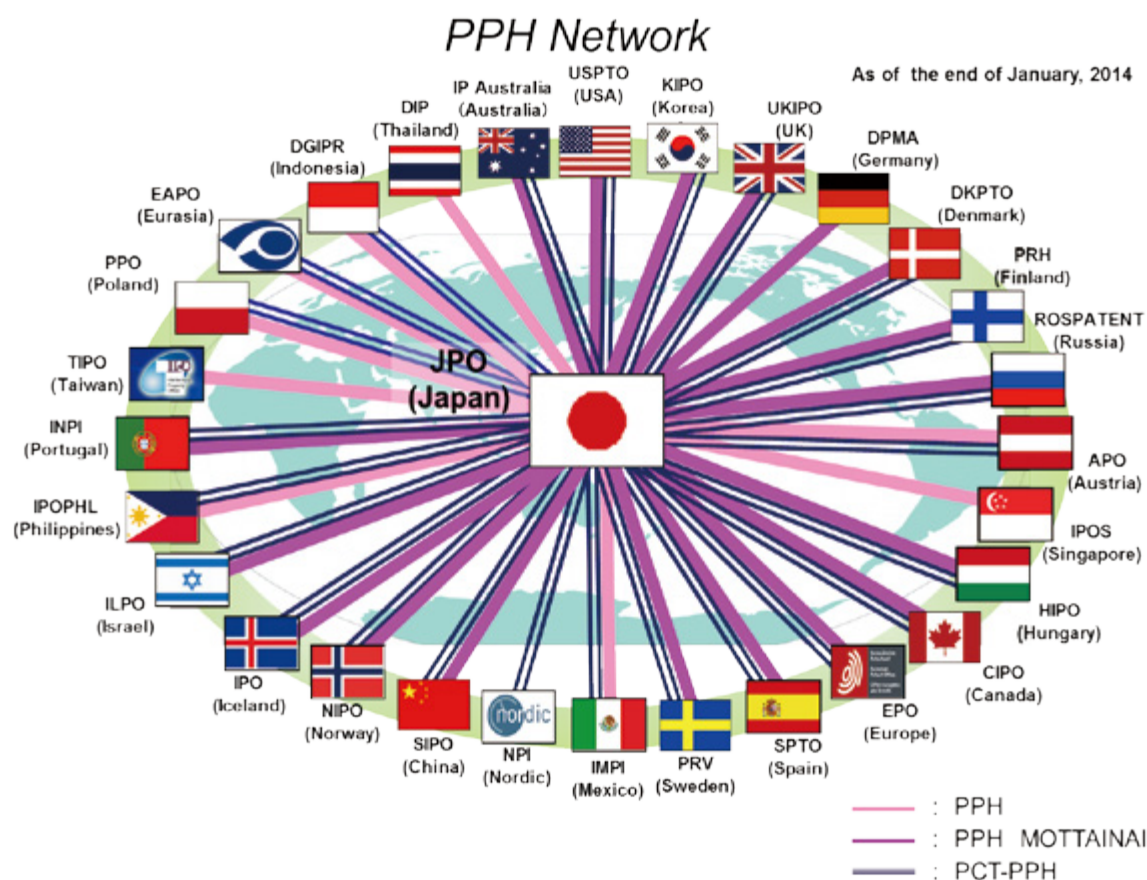 PPH Network
As of the end of January, 2014
USPTO
(USA)
KIPO
(Korea)
UKIPO
(UK)
DPMA
(Germany)
DKPTO
(Denmark)
PRH
(Finland)
ROSPATENT
(Russia)
APO
(Austria)
IPOS
(Singapore)
HIPO
(Hungary)
CIPO
(Canada)
EPO
(Europe)
SPTO
(Spain)
PRV
(Sweden)
IMPI
(Mexico)
nordic
NPI
(Nordic)
SIPO
(China)
NIPO
(Norway)
IPO
(Iceland)
ILPO
(Israel)
IPOPHL
(Philippines)
INPI
(Portugal)
TIPO
(Taiwan)
PPO
(Poland)
EAPO
(Eurasia)
DGIPR
(Indonesia)
DIP
(Thailand)
IP Australia
(Australia)
JPO
(Japan)
: PPH
: PPH MOTTAINAI
: PCT-PPH